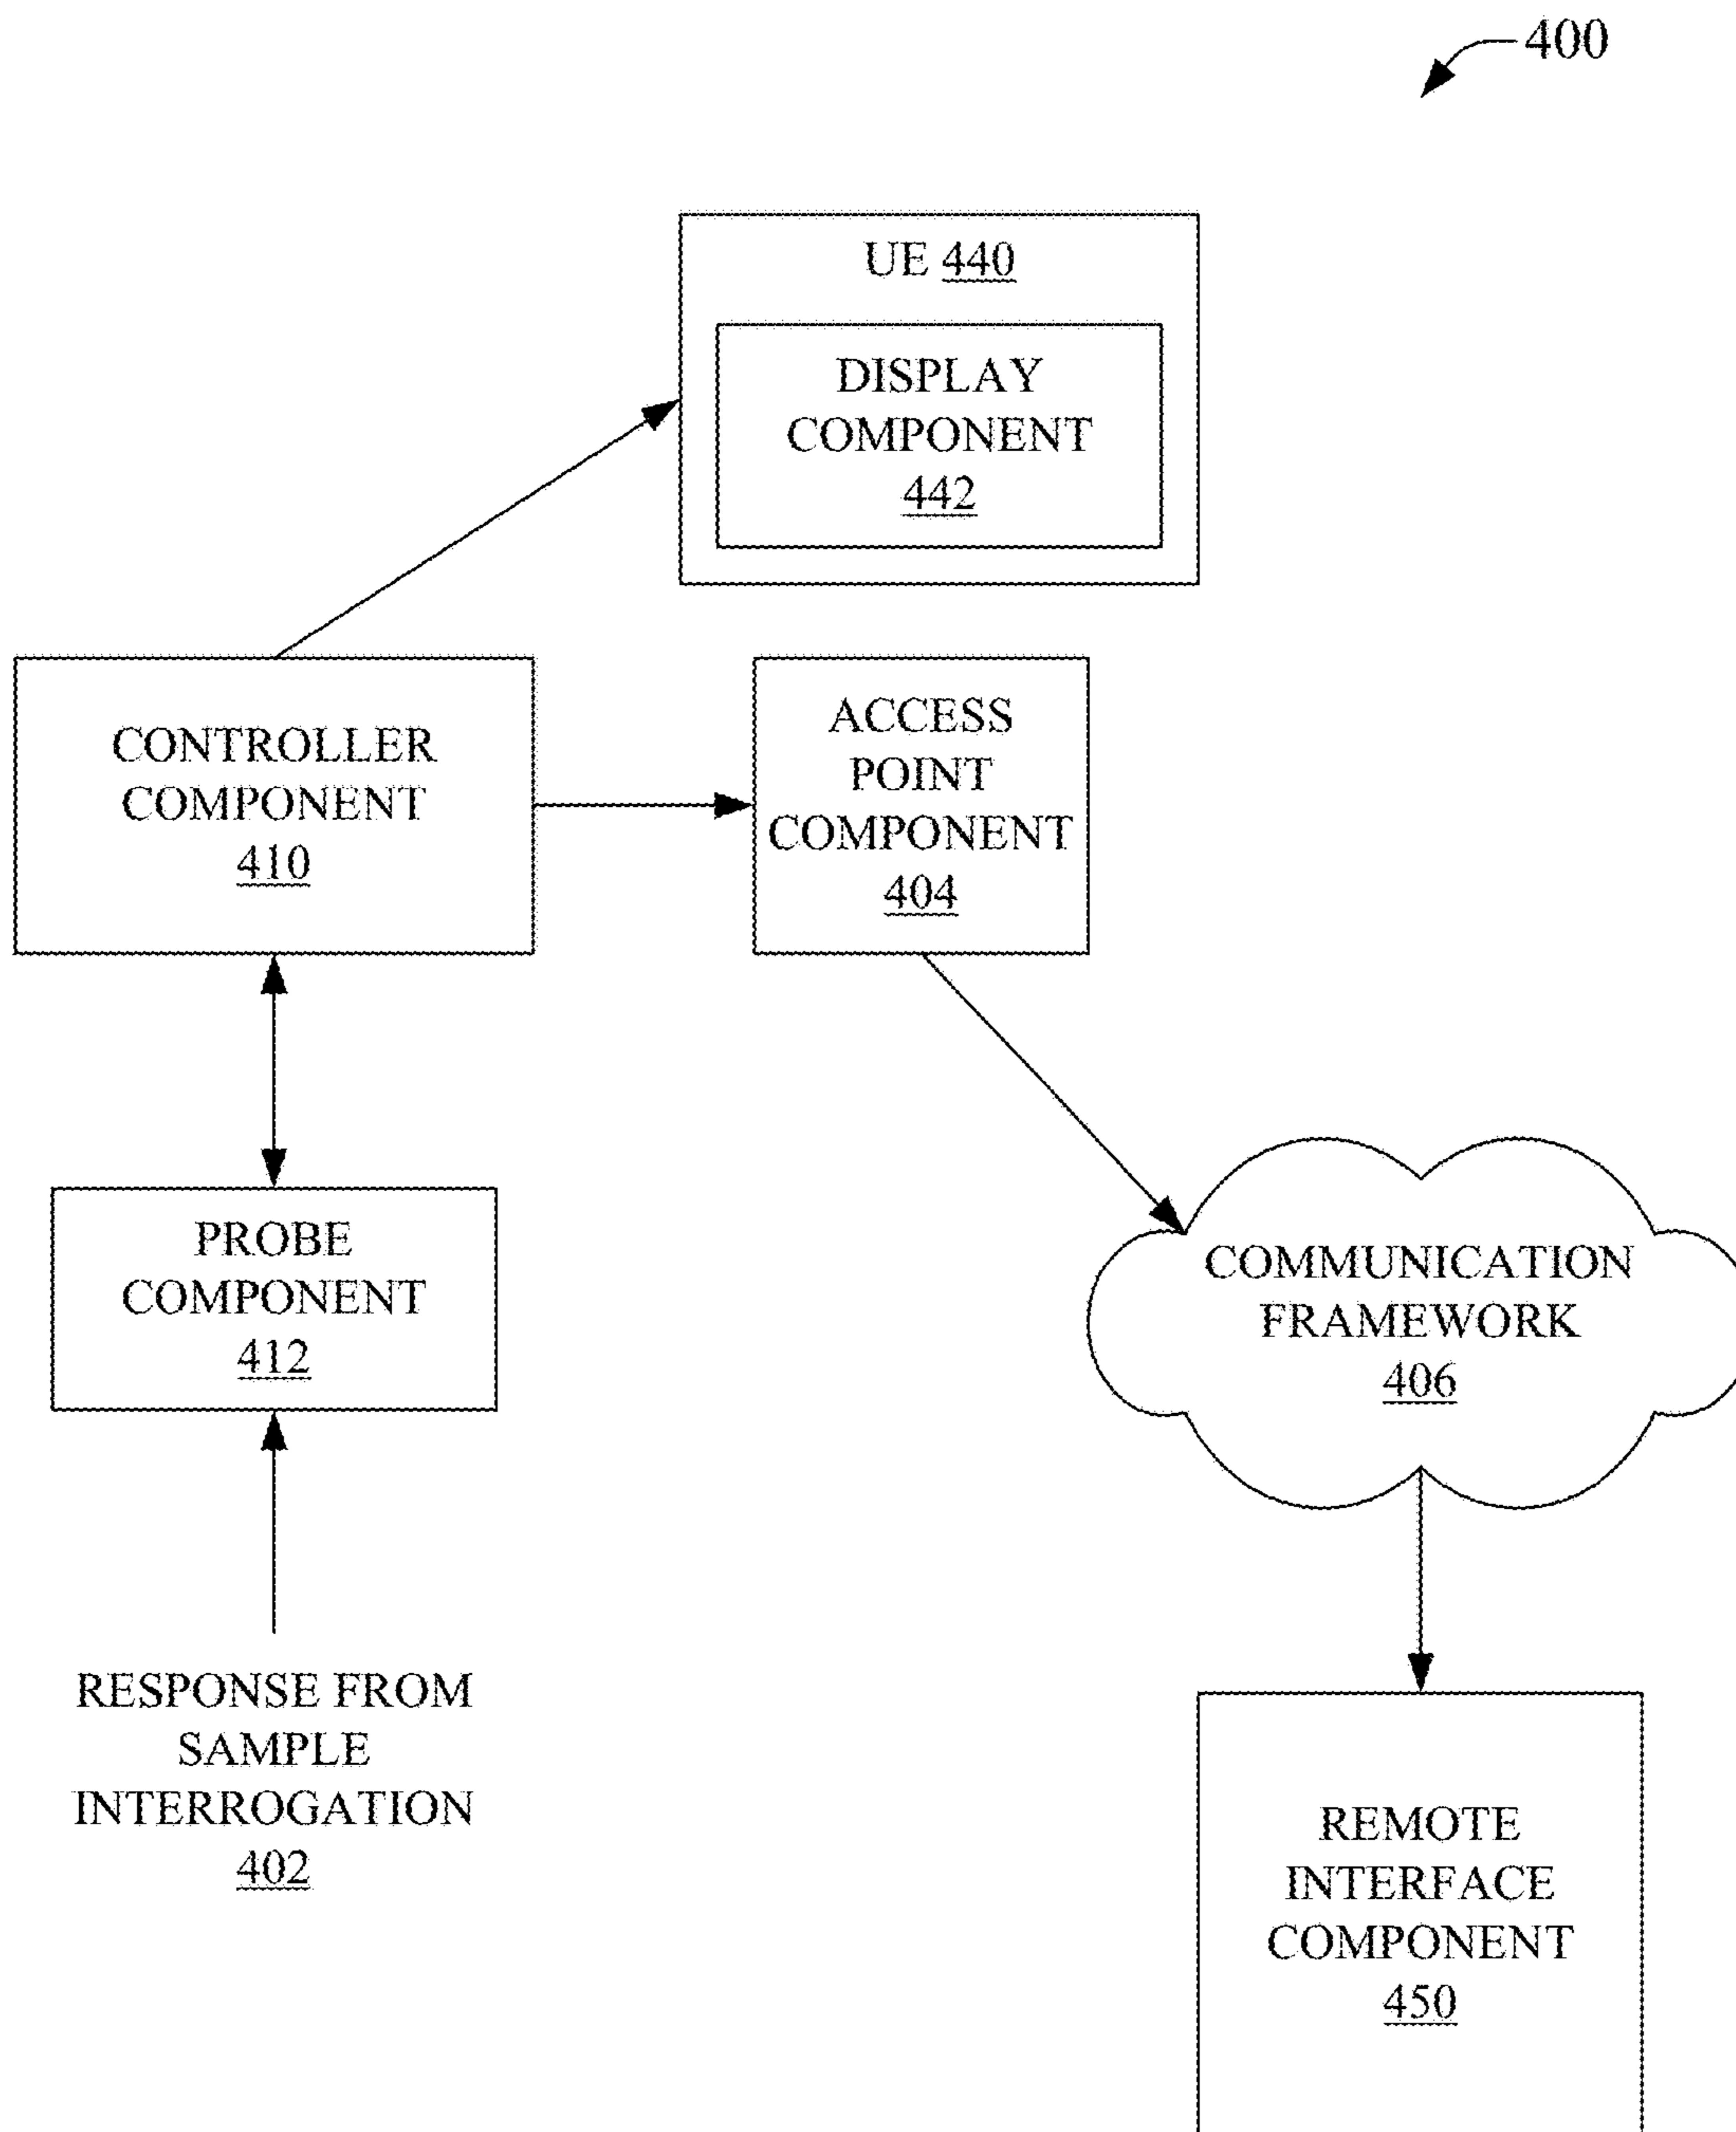 400
UE 440
DISPLAY
COMPONENT
442
CONTROLLER
COMPONENT
410
ACCESS
POINT
COMPONENT
404
PROBE
COMPONENT
412
COMMUNICATION
FRAMEWORK
406
RESPONSE FROM
SAMPLE
INTERROGATION
402
REMOTE
INTERFACE
COMPONENT
450